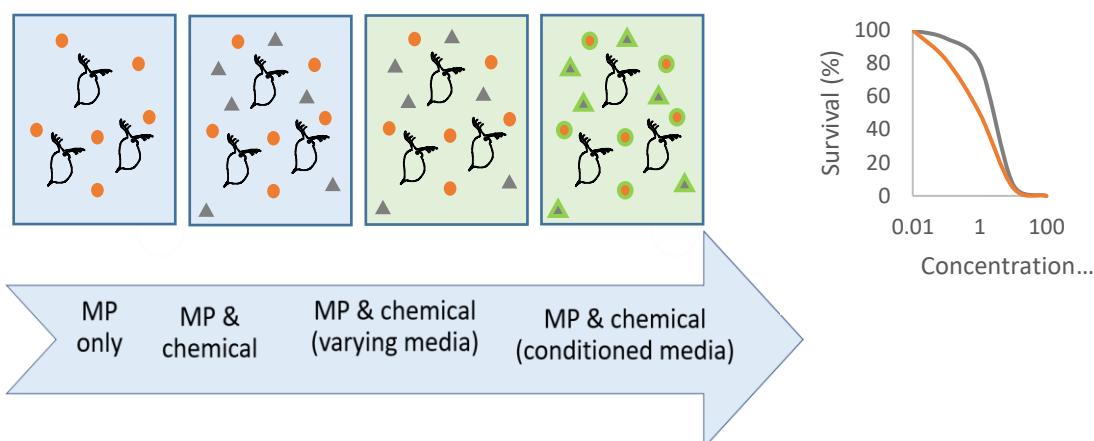 MP
only
MP &
chemical
MP & chemical
(varying media)
MP & chemical
(conditioned media)
Survival (%)
100
80
60
40
20
0
0.01 1 100
Concentration...